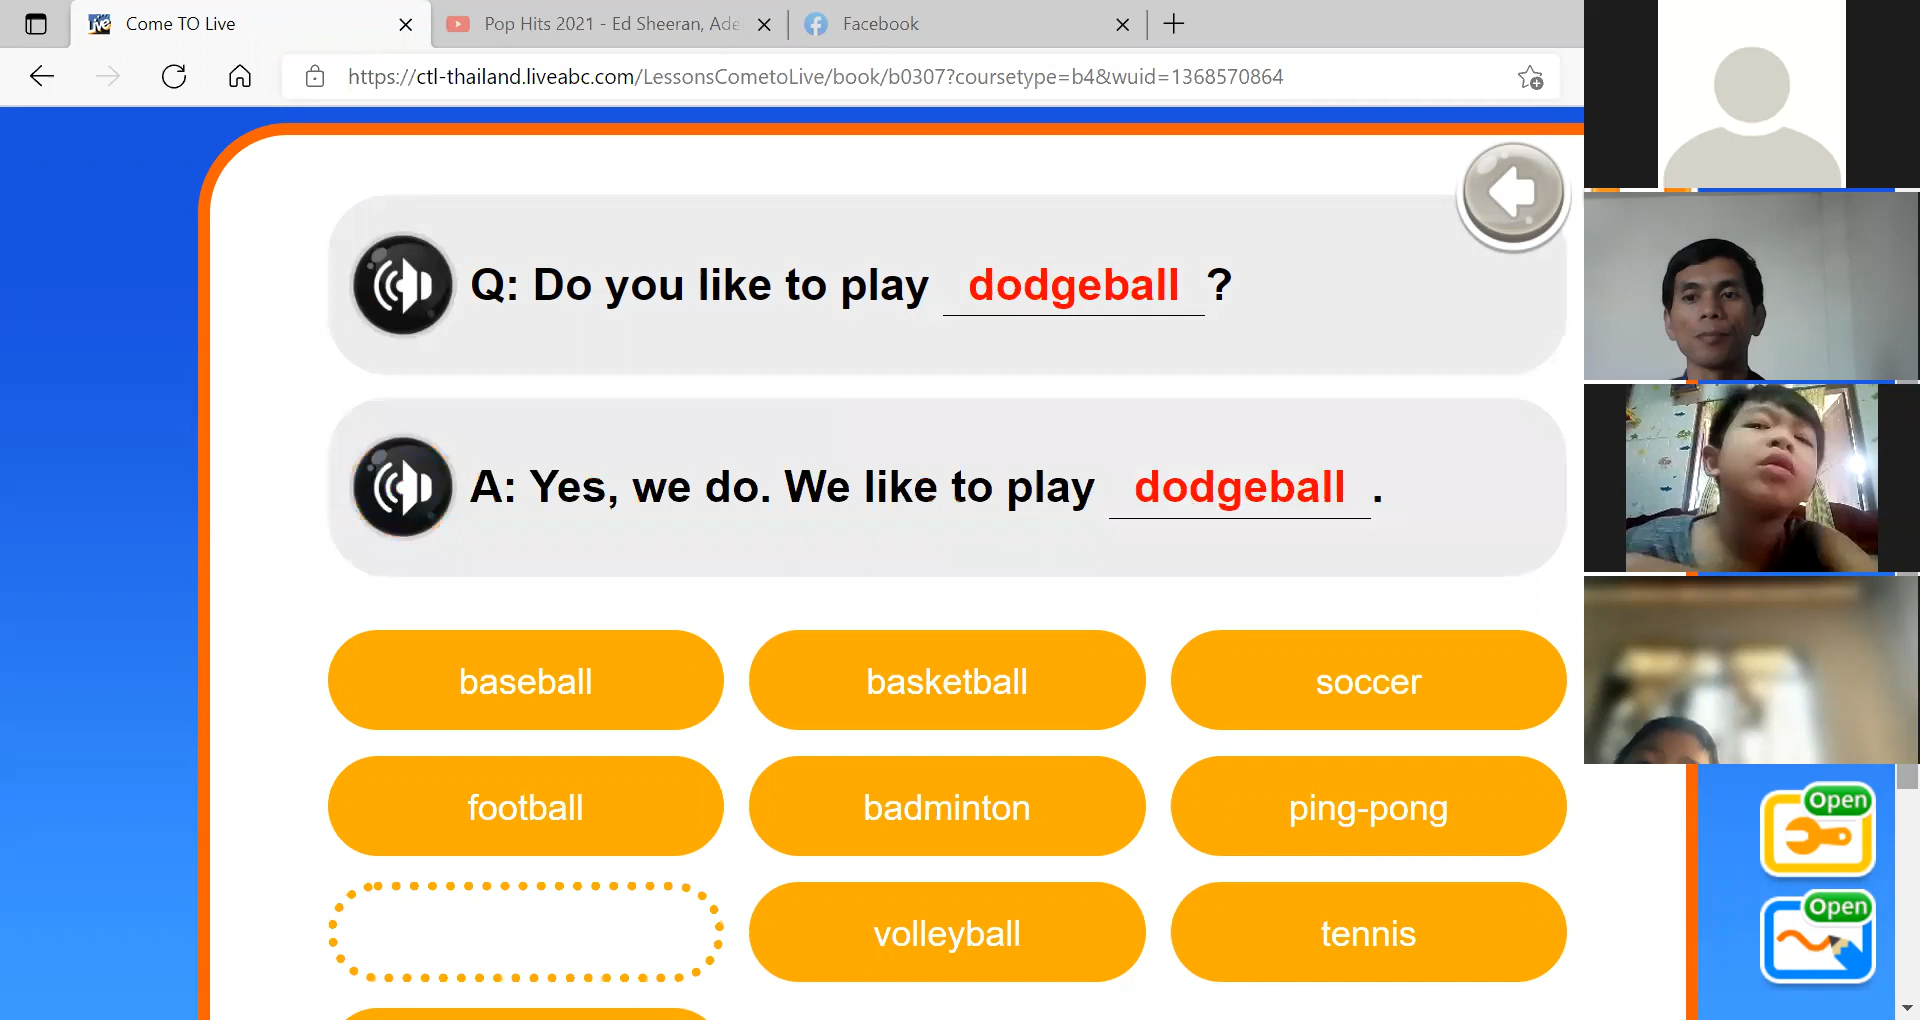 Come TO Live
Pop Hits 2021 - Ed Sheeran, Ade
Facebook
https://ctl-thailand.liveabc.com/LessonsCometoLive/book/b0307?coursetype=b4&wuid=1368570864
Q: Do you like to play dodgeball ?
A: Yes, we do. We like to play dodgeball .
baseball
basketball
soccer
football
badminton
ping-pong
volleyball
tennis
Open
Open